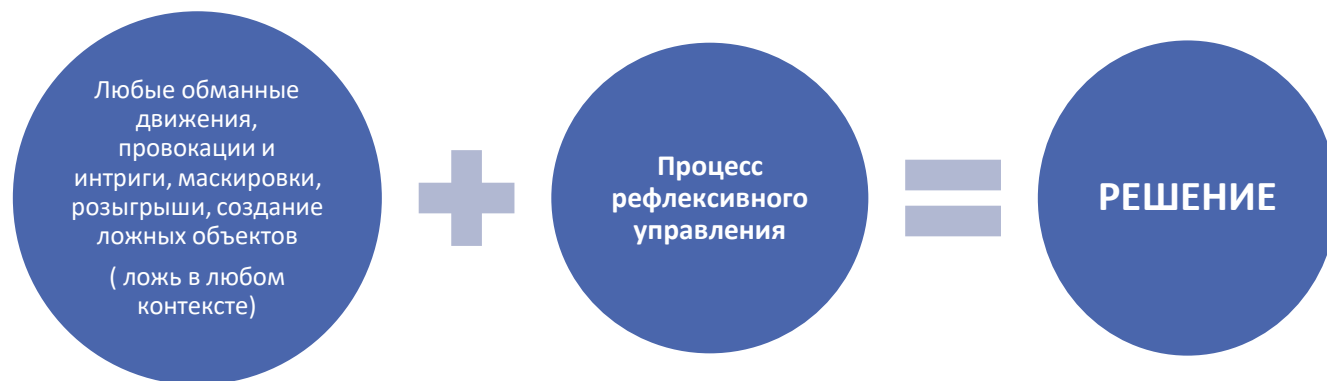 Любые обманные
движения,
провокации и
интриги, маскировки,
розыгрыши, создание
ложных объектов
( ложь в любом
контексте)
Процесс
рефлексивного
управления
РЕШЕНИЕ